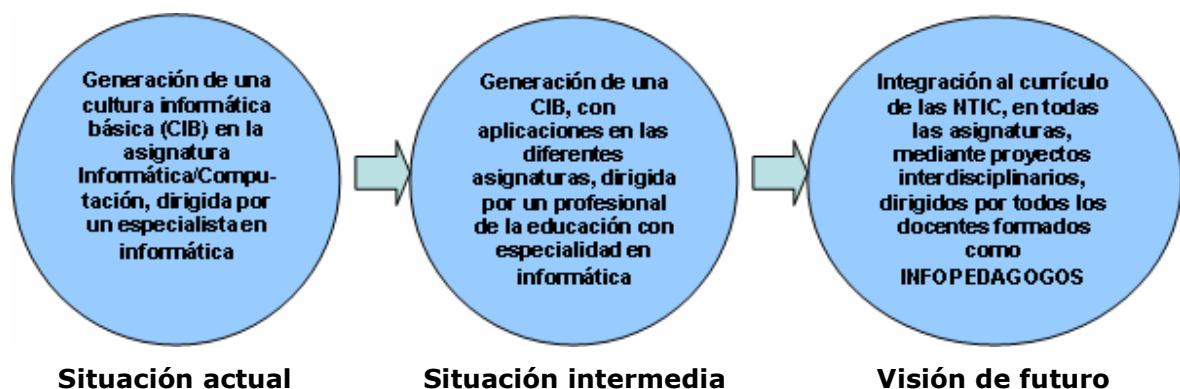 Generación de una
cultura informática
básica (CIB) en la
asignatura
Informática/Compu-
tación, dirigida por
un especialista en
informática
Generación de una
CIB, con
aplicaciones en las
diferentes
asignaturas, dirigida
por un profesional
de la educación con
especialidad en
informática
Integración al currículo
de las NTIC, en todas
las asignaturas,
mediante proyectos
interdisciplinarios,
dirigidos por todos los
docentes formados
como
INFOPEDAGOGOS
Situación actual
Situación intermedia
Visión de futuro